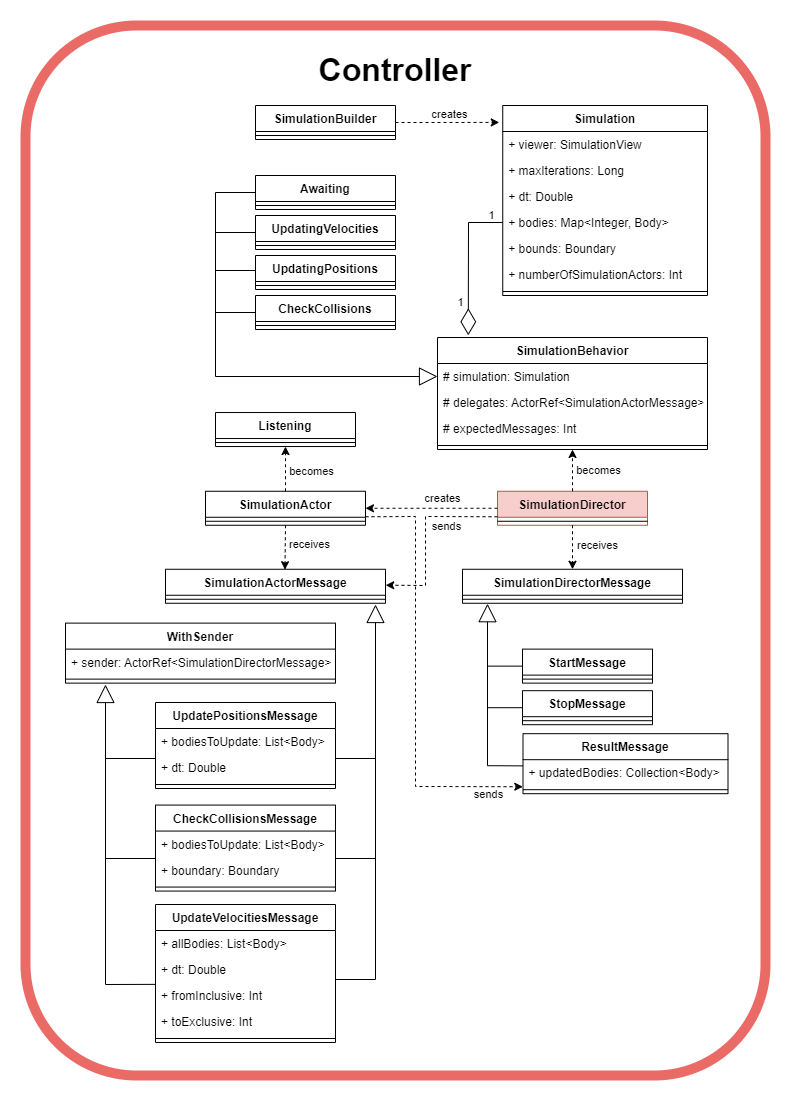 Controller
SimulationBuilder
creates
Simulation
+ viewer: SimulationView
+ maxIterations: Long
+ dt: Double
+ bodies: Map<Integer, Body>
+ bounds: Boundary
+ numberOfSimulationActors: Int
Awaiting
UpdatingVelocities
UpdatingPositions
CheckCollisions
1
1
SimulationBehavior
# simulation: Simulation
# delegates: ActorRef<SimulationActorMessage>
# expectedMessages: Int
Listening
becomes
becomes
SimulationActor
creates
sends
SimulationDirector
receives
receives
SimulationActorMessage
SimulationDirectorMessage
WithSender
+ sender: ActorRef<SimulationDirectorMessage>
StartMessage
StopMessage
ResultMessage
+ updatedBodies: Collection<Body>
sends
UpdatePositionsMessage
+ bodiesToUpdate: List<Body>
+ dt: Double
CheckCollisionsMessage
+ bodiesToUpdate: List<Body>
+ boundary: Boundary
UpdateVelocitiesMessage
+ allBodies: List<Body>
+ dt: Double
+ fromInclusive: Int
+ toExclusive: Int